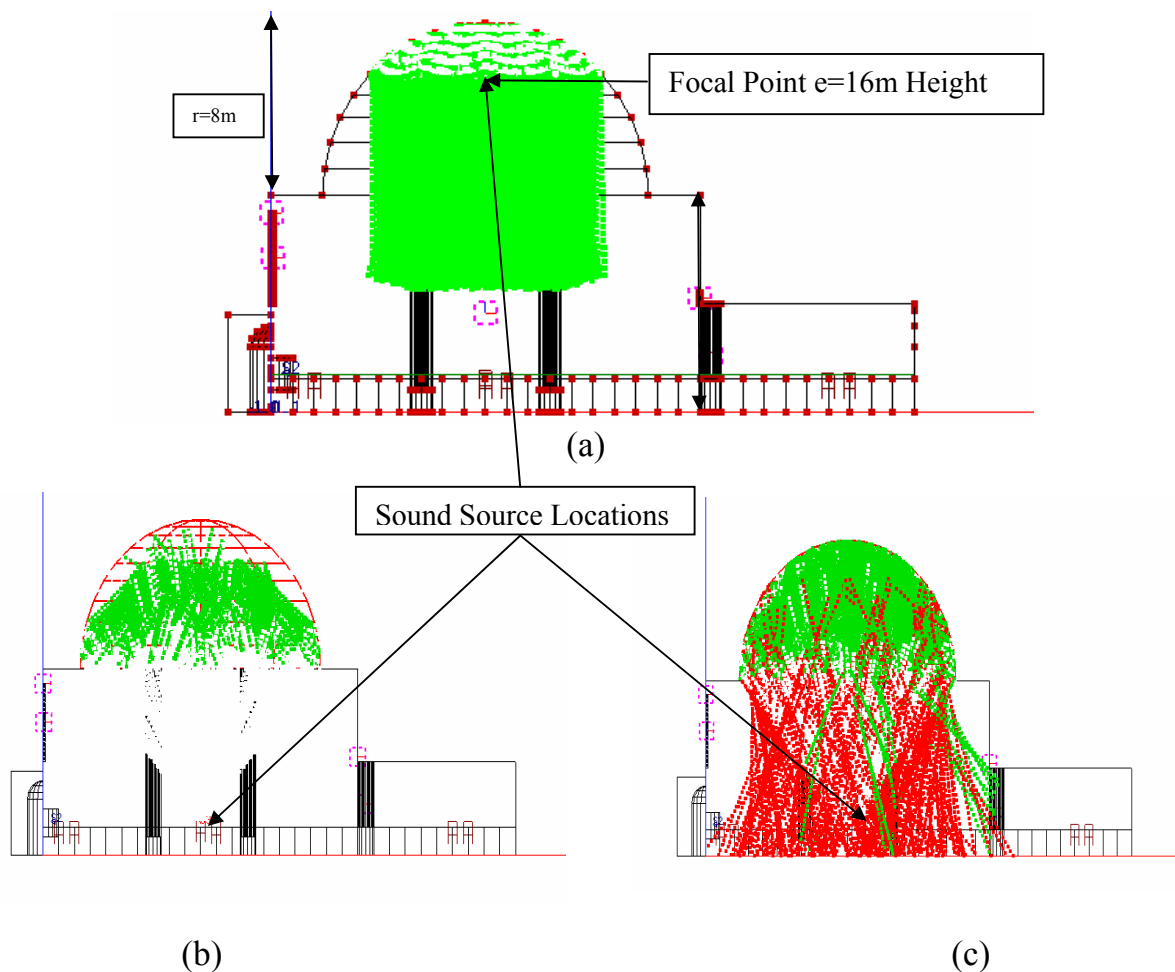 Focal Point e=16m Height
r=8m
(a)
Sound Source Locations
(b)
(c)